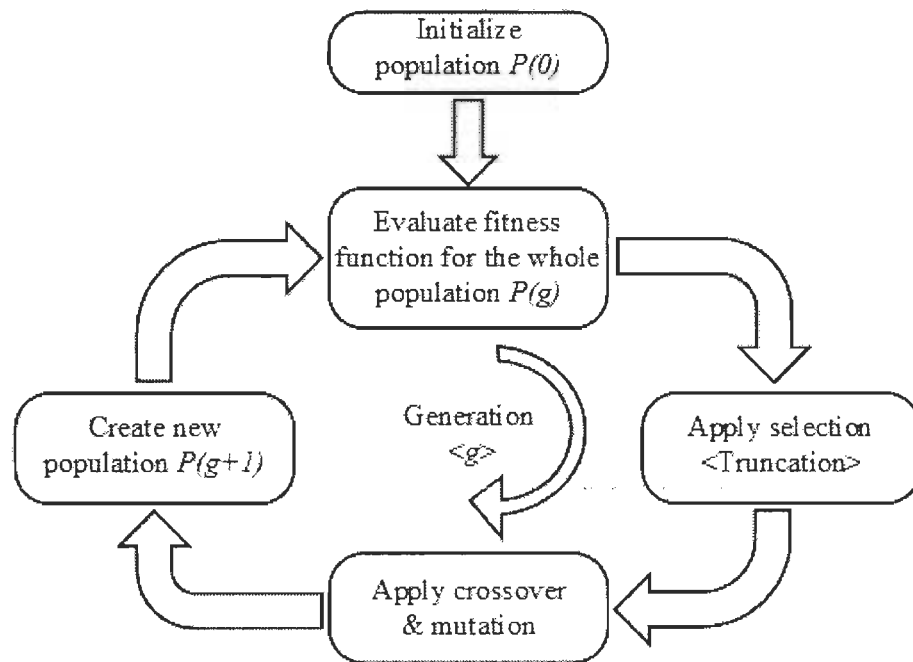 Initialize
population P(0)
Evaluate fitness
function for the whole
population P(g)
Create new
population P(g+1)
Generation
<g>
Apply selection
<Truncation>
Apply crossover
& mutation